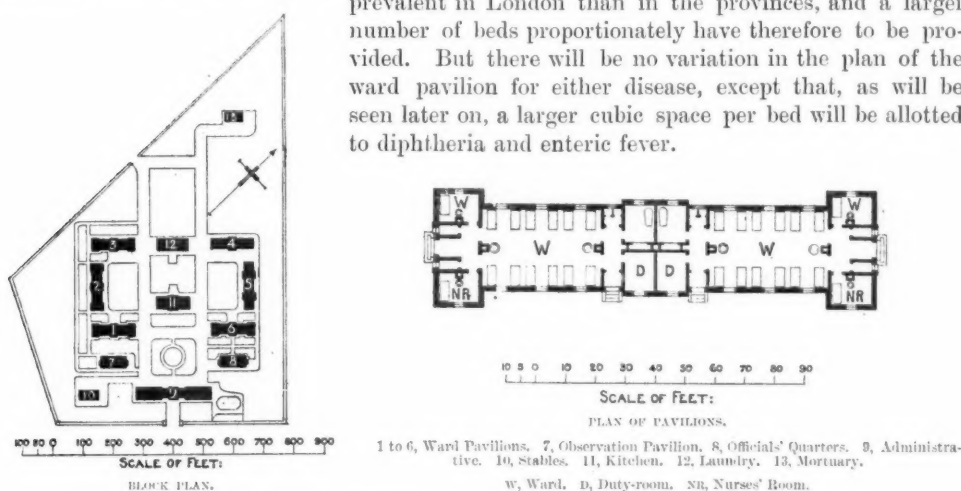 prevalent in London than in the provinces, and a larger
number of beds proportionately have therefore to be pro-
vided. But there will be no variation in the plan of the
ward pavilion for either disease, except that, as will be
seen later on, a larger cubic space per bed will be allotted
to diphtheria and enteric fever.
13
3 12 4
2 5
11
1 6
7 8
10 9
100 50 0 100 200 300 400 500 600 700 800 900
SCALE OF FEET:
BLOCK PLAN.
W W
W W
D D
NR NR
10 5 0 10 20 30 40 50 60 70 80 90
SCALE OF FEET:
PLAN OF PAVILIONS.
1 to 6, Ward Pavilions. 7, Observation Pavilion. 8, Officials' Quarters. 9, Administra-
tive. 10, Stables. 11, Kitchen. 12, Laundry. 13, Mortuary.
W, Ward. D, Duty-room. NR, Nurses' Room.